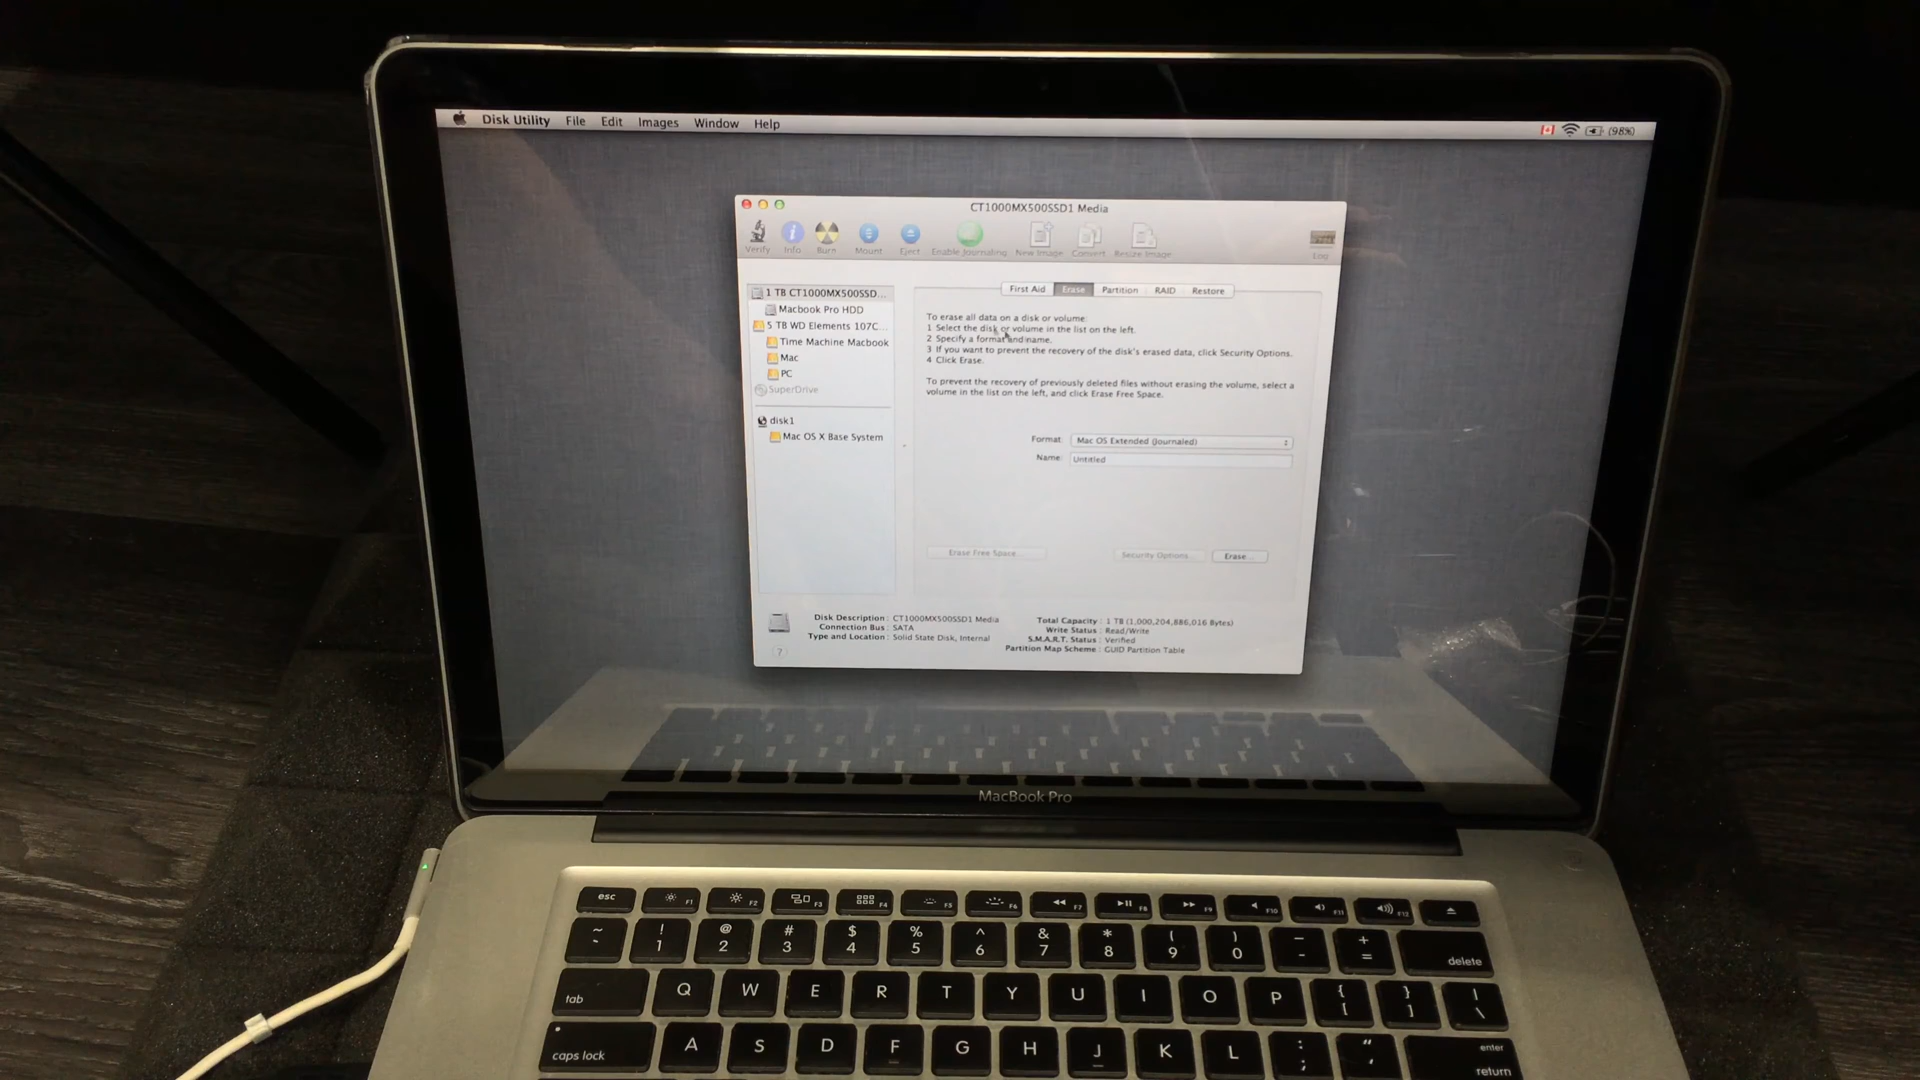 Disk Utility File Edit Images Window Help (98%)
CT1000MX500SSD1 Media
Verify Info Burn Mount Eject Enable Journaling New Image Convert Resize Image Log
1 TB CT1000MX500SSD...
Macbook Pro HDD
5 TB WD Elements 107C...
Time Machine Macbook
Mac
PC
SuperDrive
disk1
Mac OS X Base System
First Aid Erase Partition RAID Restore
To erase all data on a disk or volume:
1 Select the disk or volume in the list on the left.
2 Specify a format and name.
3 If you want to prevent the recovery of the disk's erased data, click Security Options.
4 Click Erase.
To prevent the recovery of previously deleted files without erasing the volume, select a
volume in the list on the left, and click Erase Free Space.
Format: Mac OS Extended (Journaled)
Name: Untitled
Erase Free Space... Security Options... Erase...
Disk Description : CT1000MX500SSD1 Media
Connection Bus : SATA
Type and Location : Solid State Disk, Internal
Total Capacity : 1 TB (1,000,204,886,016 Bytes)
Write Status : Read/Write
S.M.A.R.T. Status : Verified
Partition Map Scheme : GUID Partition Table
?
MacBook Pro
esc F1 F2 F3 F4 F5 F6 F7 F8 F9 F10 F11 F12
~ ! @ # $ % ^ & * ( ) _ +
` 1 2 3 4 5 6 7 8 9 0 - = delete
tab Q W E R T Y U I O P { [ } ] | \
caps lock A S D F G H J K L : ; " ' enter
return